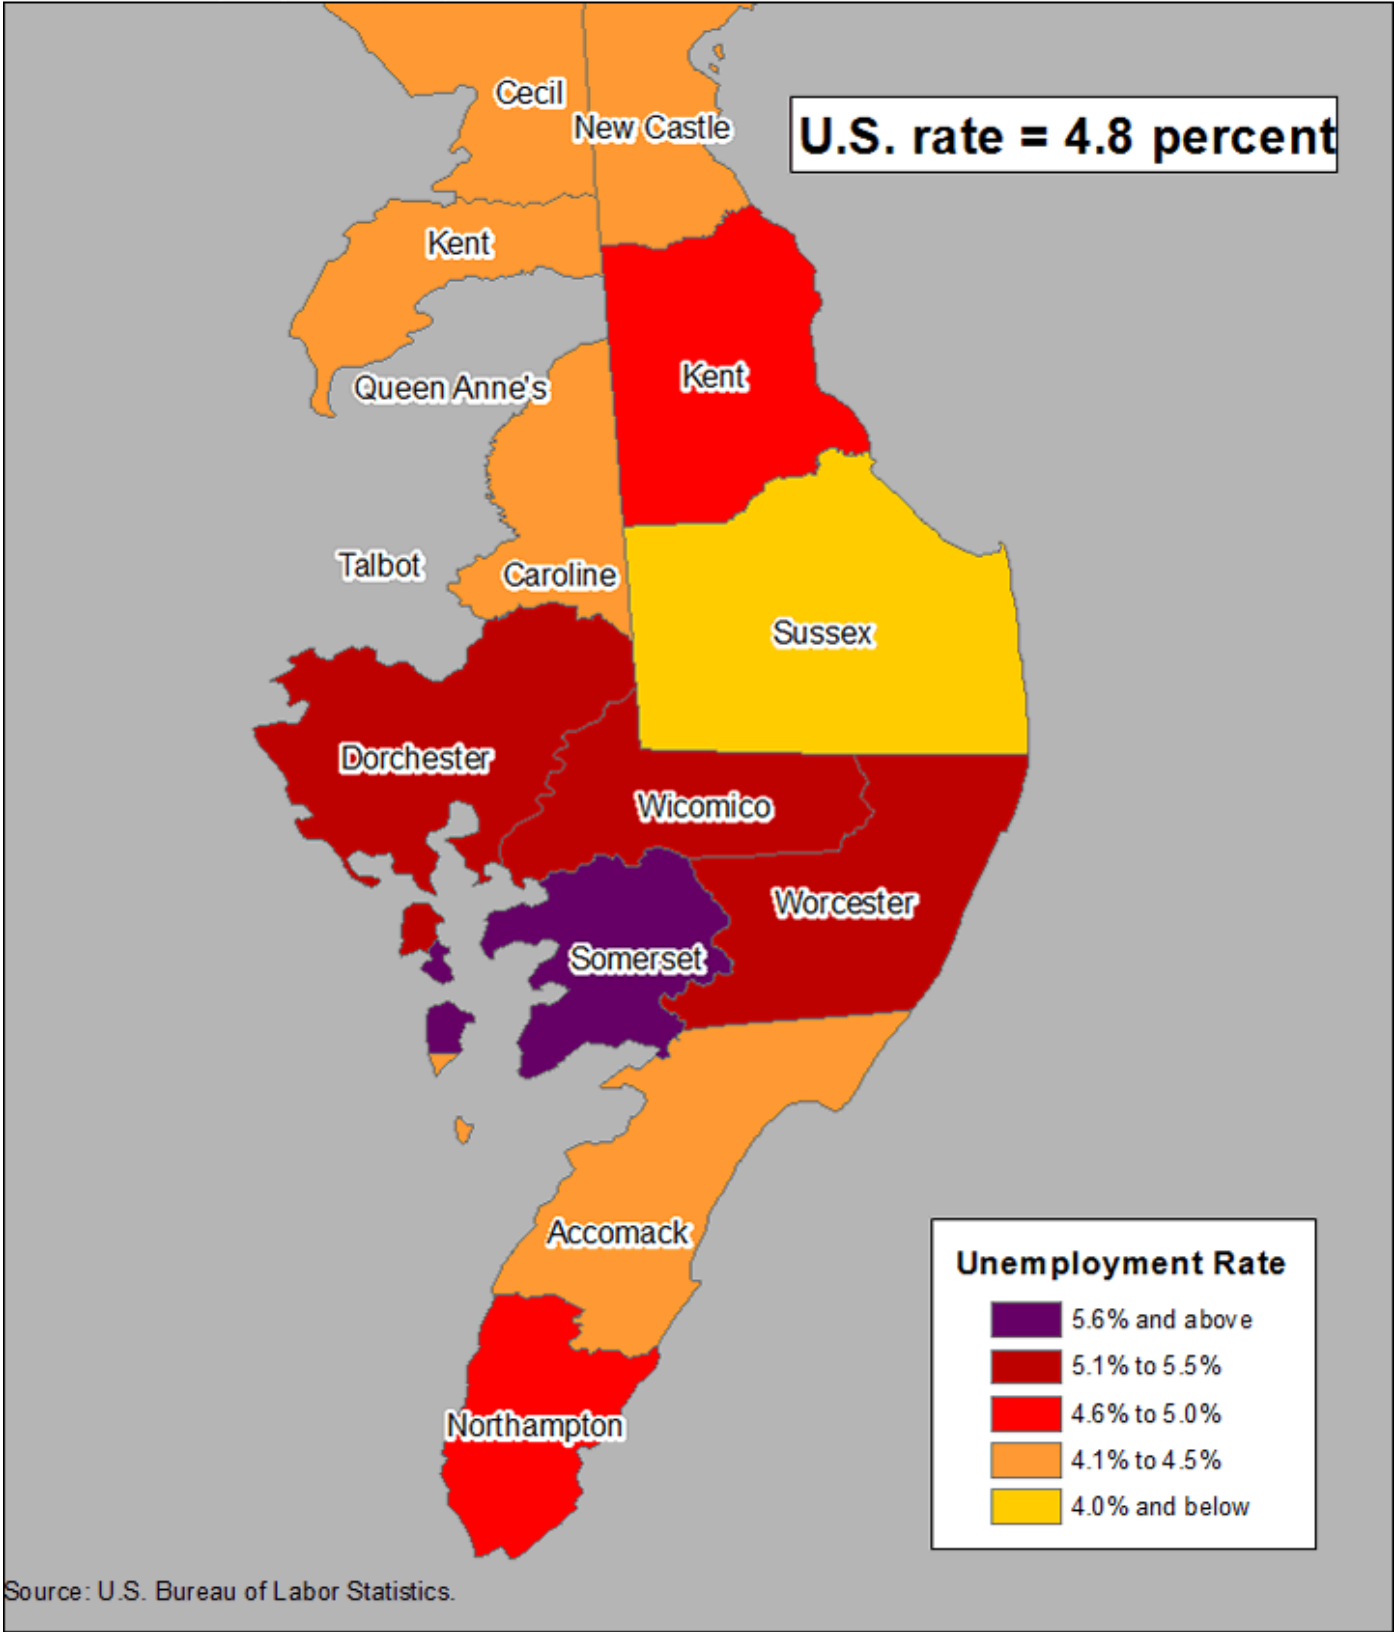 Cecil
New Castle
U.S. rate = 4.8 percent
Kent
Kent
Queen Anne's
Talbot
Caroline
Sussex
Dorchester
Wicomico
Worcester
Somerset
Accomack
Northampton
Unemployment Rate
5.6% and above
5.1% to 5.5%
4.6% to 5.0%
4.1% to 4.5%
4.0% and below
Source: U.S. Bureau of Labor Statistics.